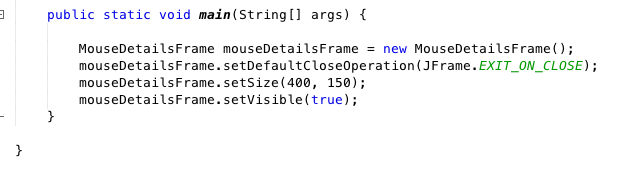 public static void main(String[] args) {
MouseDetailsFrame mouseDetailsFrame = new MouseDetailsFrame();
mouseDetailsFrame.setDefaultCloseOperation(JFrame.EXIT_ON_CLOSE);
mouseDetailsFrame.setSize(400, 150);
mouseDetailsFrame.setVisible(true);
}
}